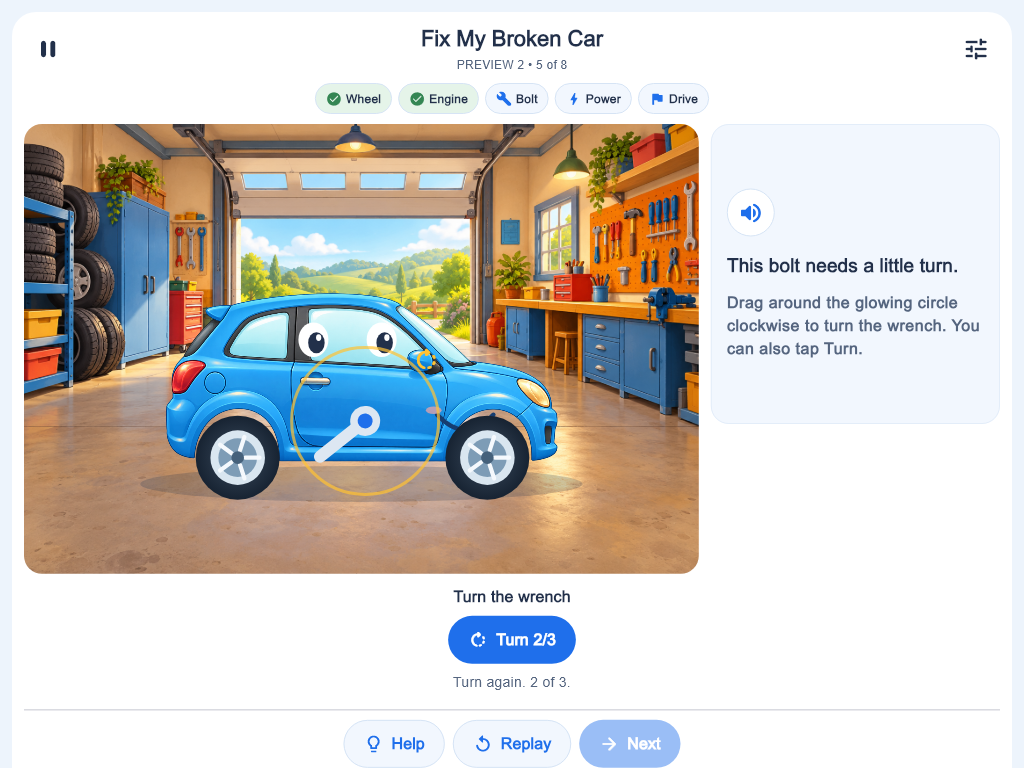 Fix My Broken Car
PREVIEW 2 • 5 of 8
Wheel
Engine
Bolt
Power
Drive
This bolt needs a little turn.
Drag around the glowing circle
clockwise to turn the wrench. You
can also tap Turn.
Turn the wrench
Turn 2/3
Turn again. 2 of 3.
Help
Replay
Next